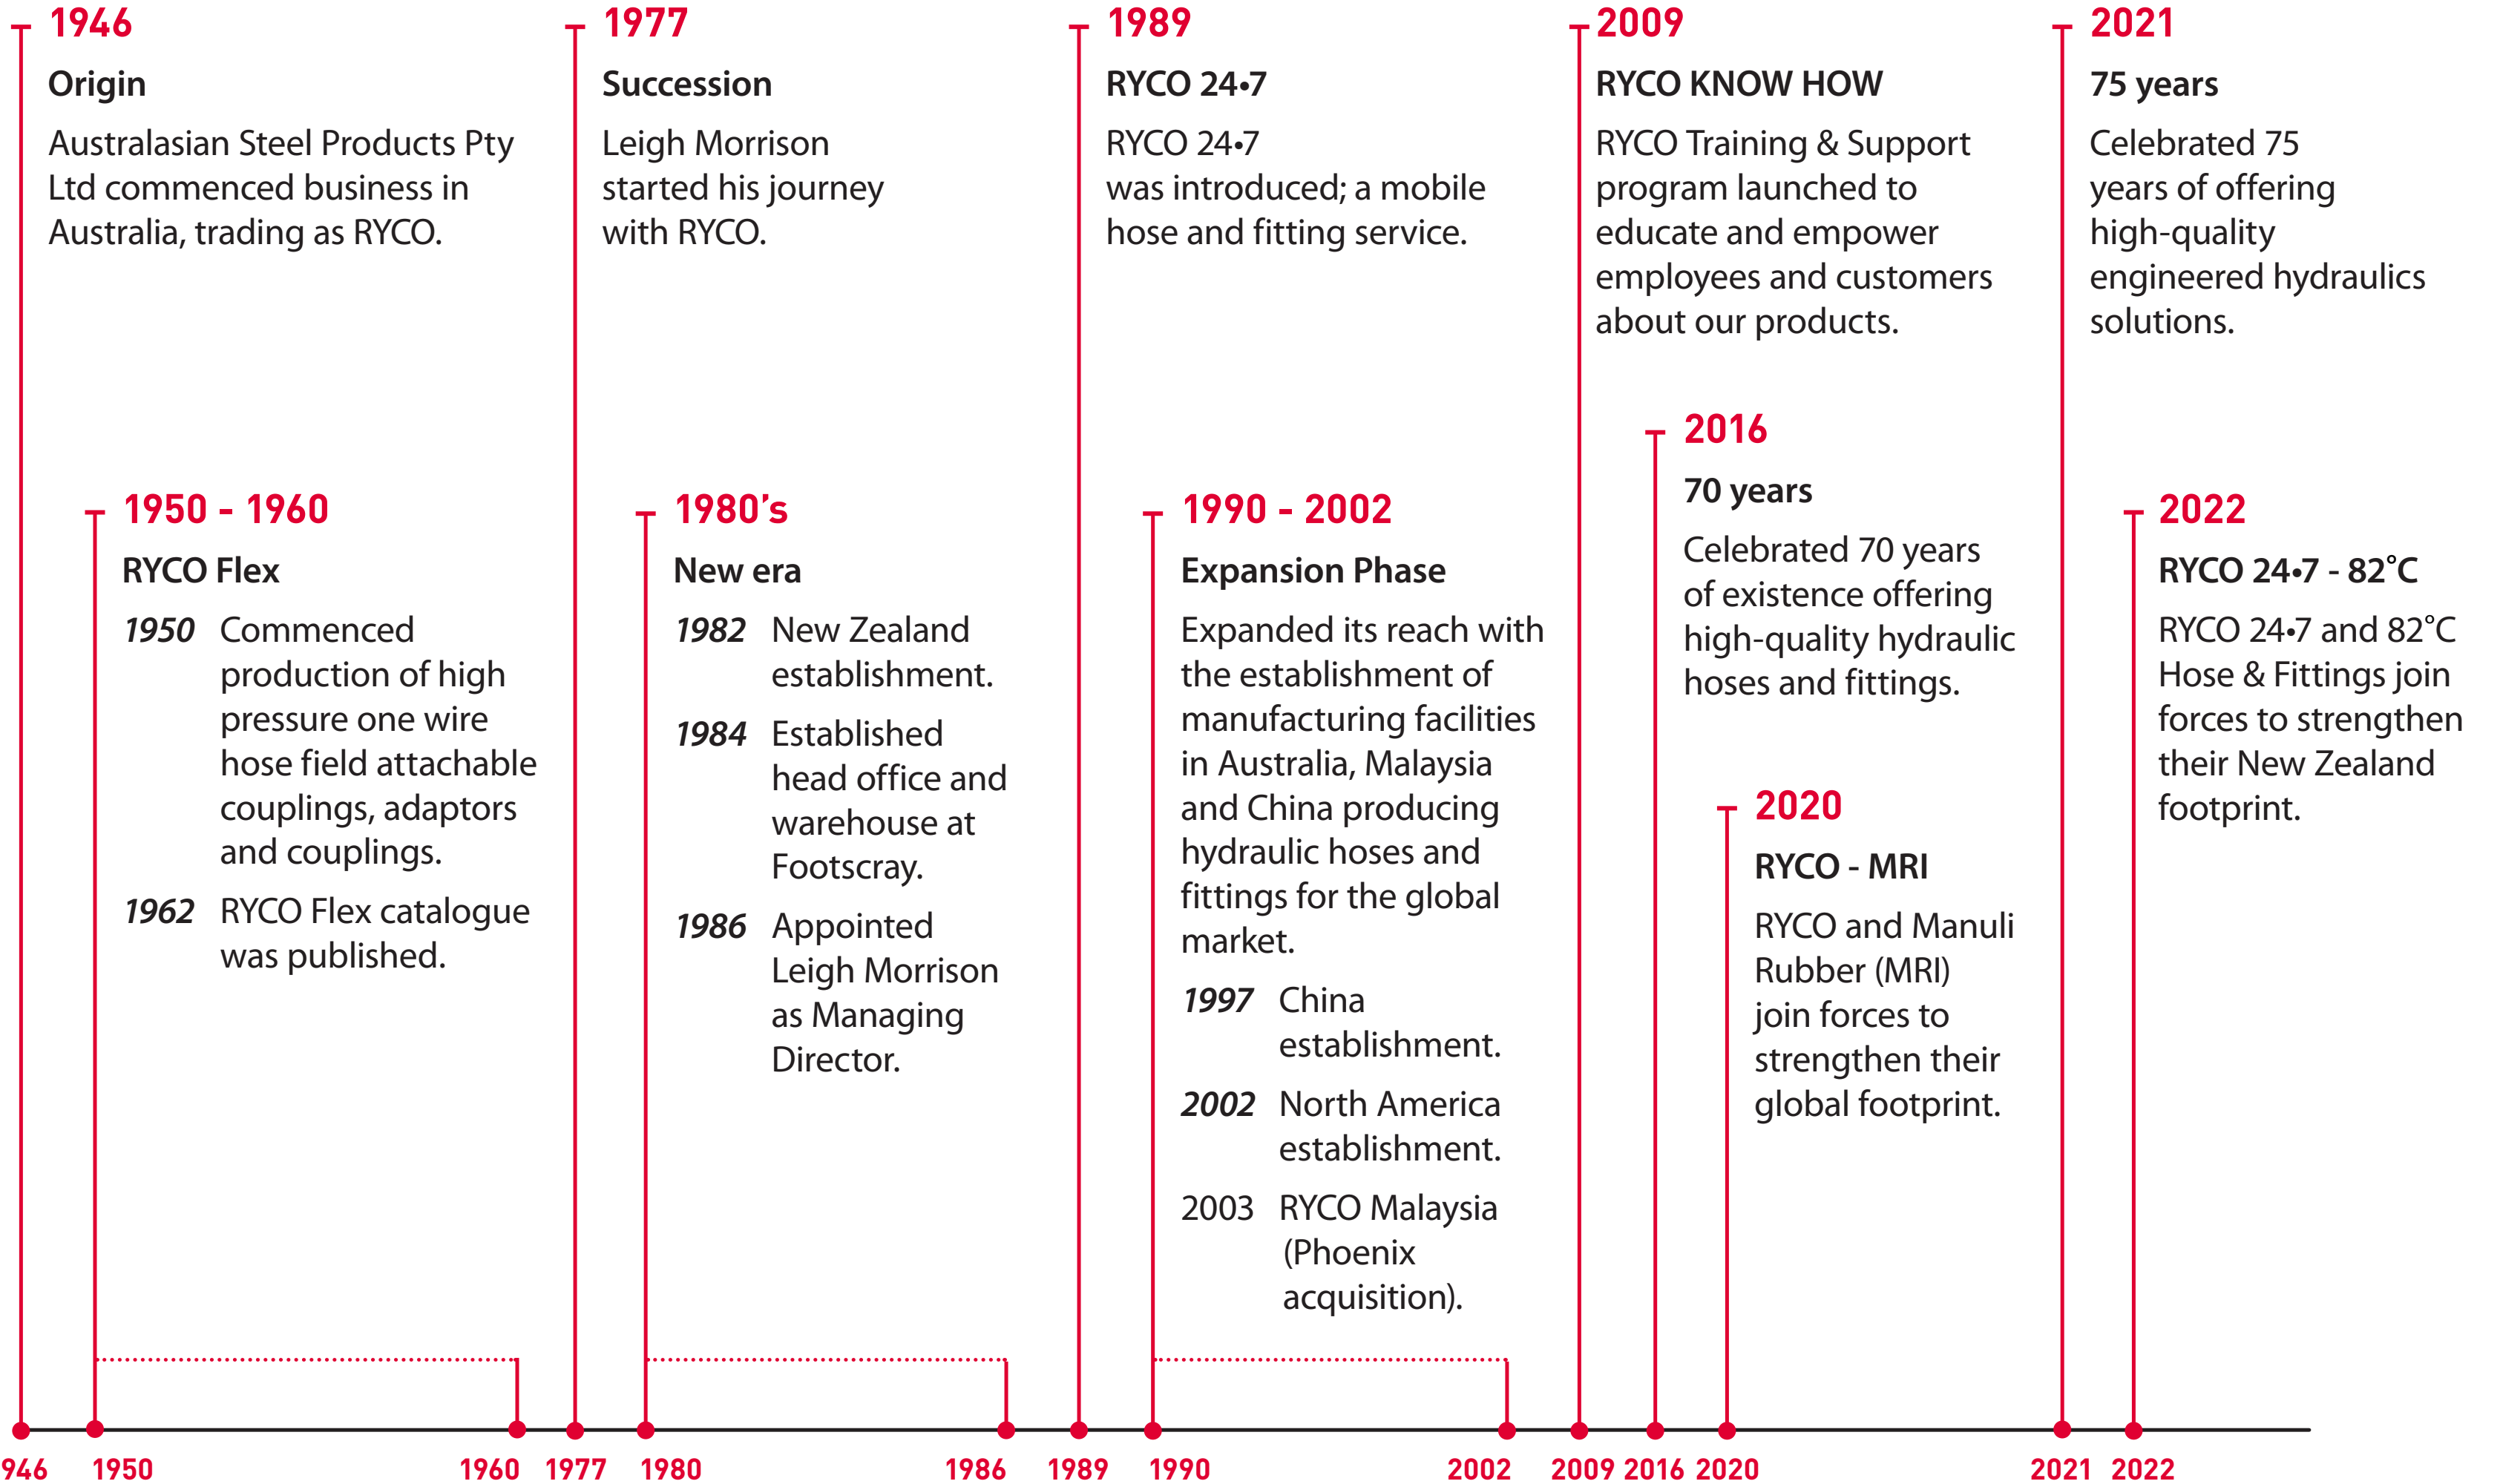 1946
Origin
Australasian Steel Products Pty
Ltd commenced business in
Australia, trading as RYCO.
1950 - 1960
RYCO Flex
1950 Commenced
production of high
pressure one wire
hose field attachable
couplings, adaptors
and couplings.
1962 RYCO Flex catalogue
was published.
1977
Succession
Leigh Morrison
started his journey
with RYCO.
1980’s
New era
1982 New Zealand
establishment.
1984 Established
head office and
warehouse at
Footscray.
1986 Appointed
Leigh Morrison
as Managing
Director.
1989
RYCO 24•7
RYCO 24•7
was introduced; a mobile
hose and fitting service.
1990 - 2002
Expansion Phase
Expanded its reach with
the establishment of
manufacturing facilities
in Australia, Malaysia
and China producing
hydraulic hoses and
fittings for the global
market.
1997 China
establishment.
2002 North America
establishment.
2003 RYCO Malaysia
(Phoenix
acquisition).
2009
RYCO KNOW HOW
RYCO Training & Support
program launched to
educate and empower
employees and customers
about our products.
2016
70 years
Celebrated 70 years
of existence offering
high-quality hydraulic
hoses and fittings.
2020
RYCO - MRI
RYCO and Manuli
Rubber (MRI)
join forces to
strengthen their
global footprint.
2021
75 years
Celebrated 75
years of offering
high-quality
engineered hydraulics
solutions.
2022
RYCO 24•7 - 82°C
RYCO 24•7 and 82°C
Hose & Fittings join
forces to strengthen
their New Zealand
footprint.
946 1950 1960 1977 1980 1986 1989 1990 2002 2009 2016 2020 2021 2022